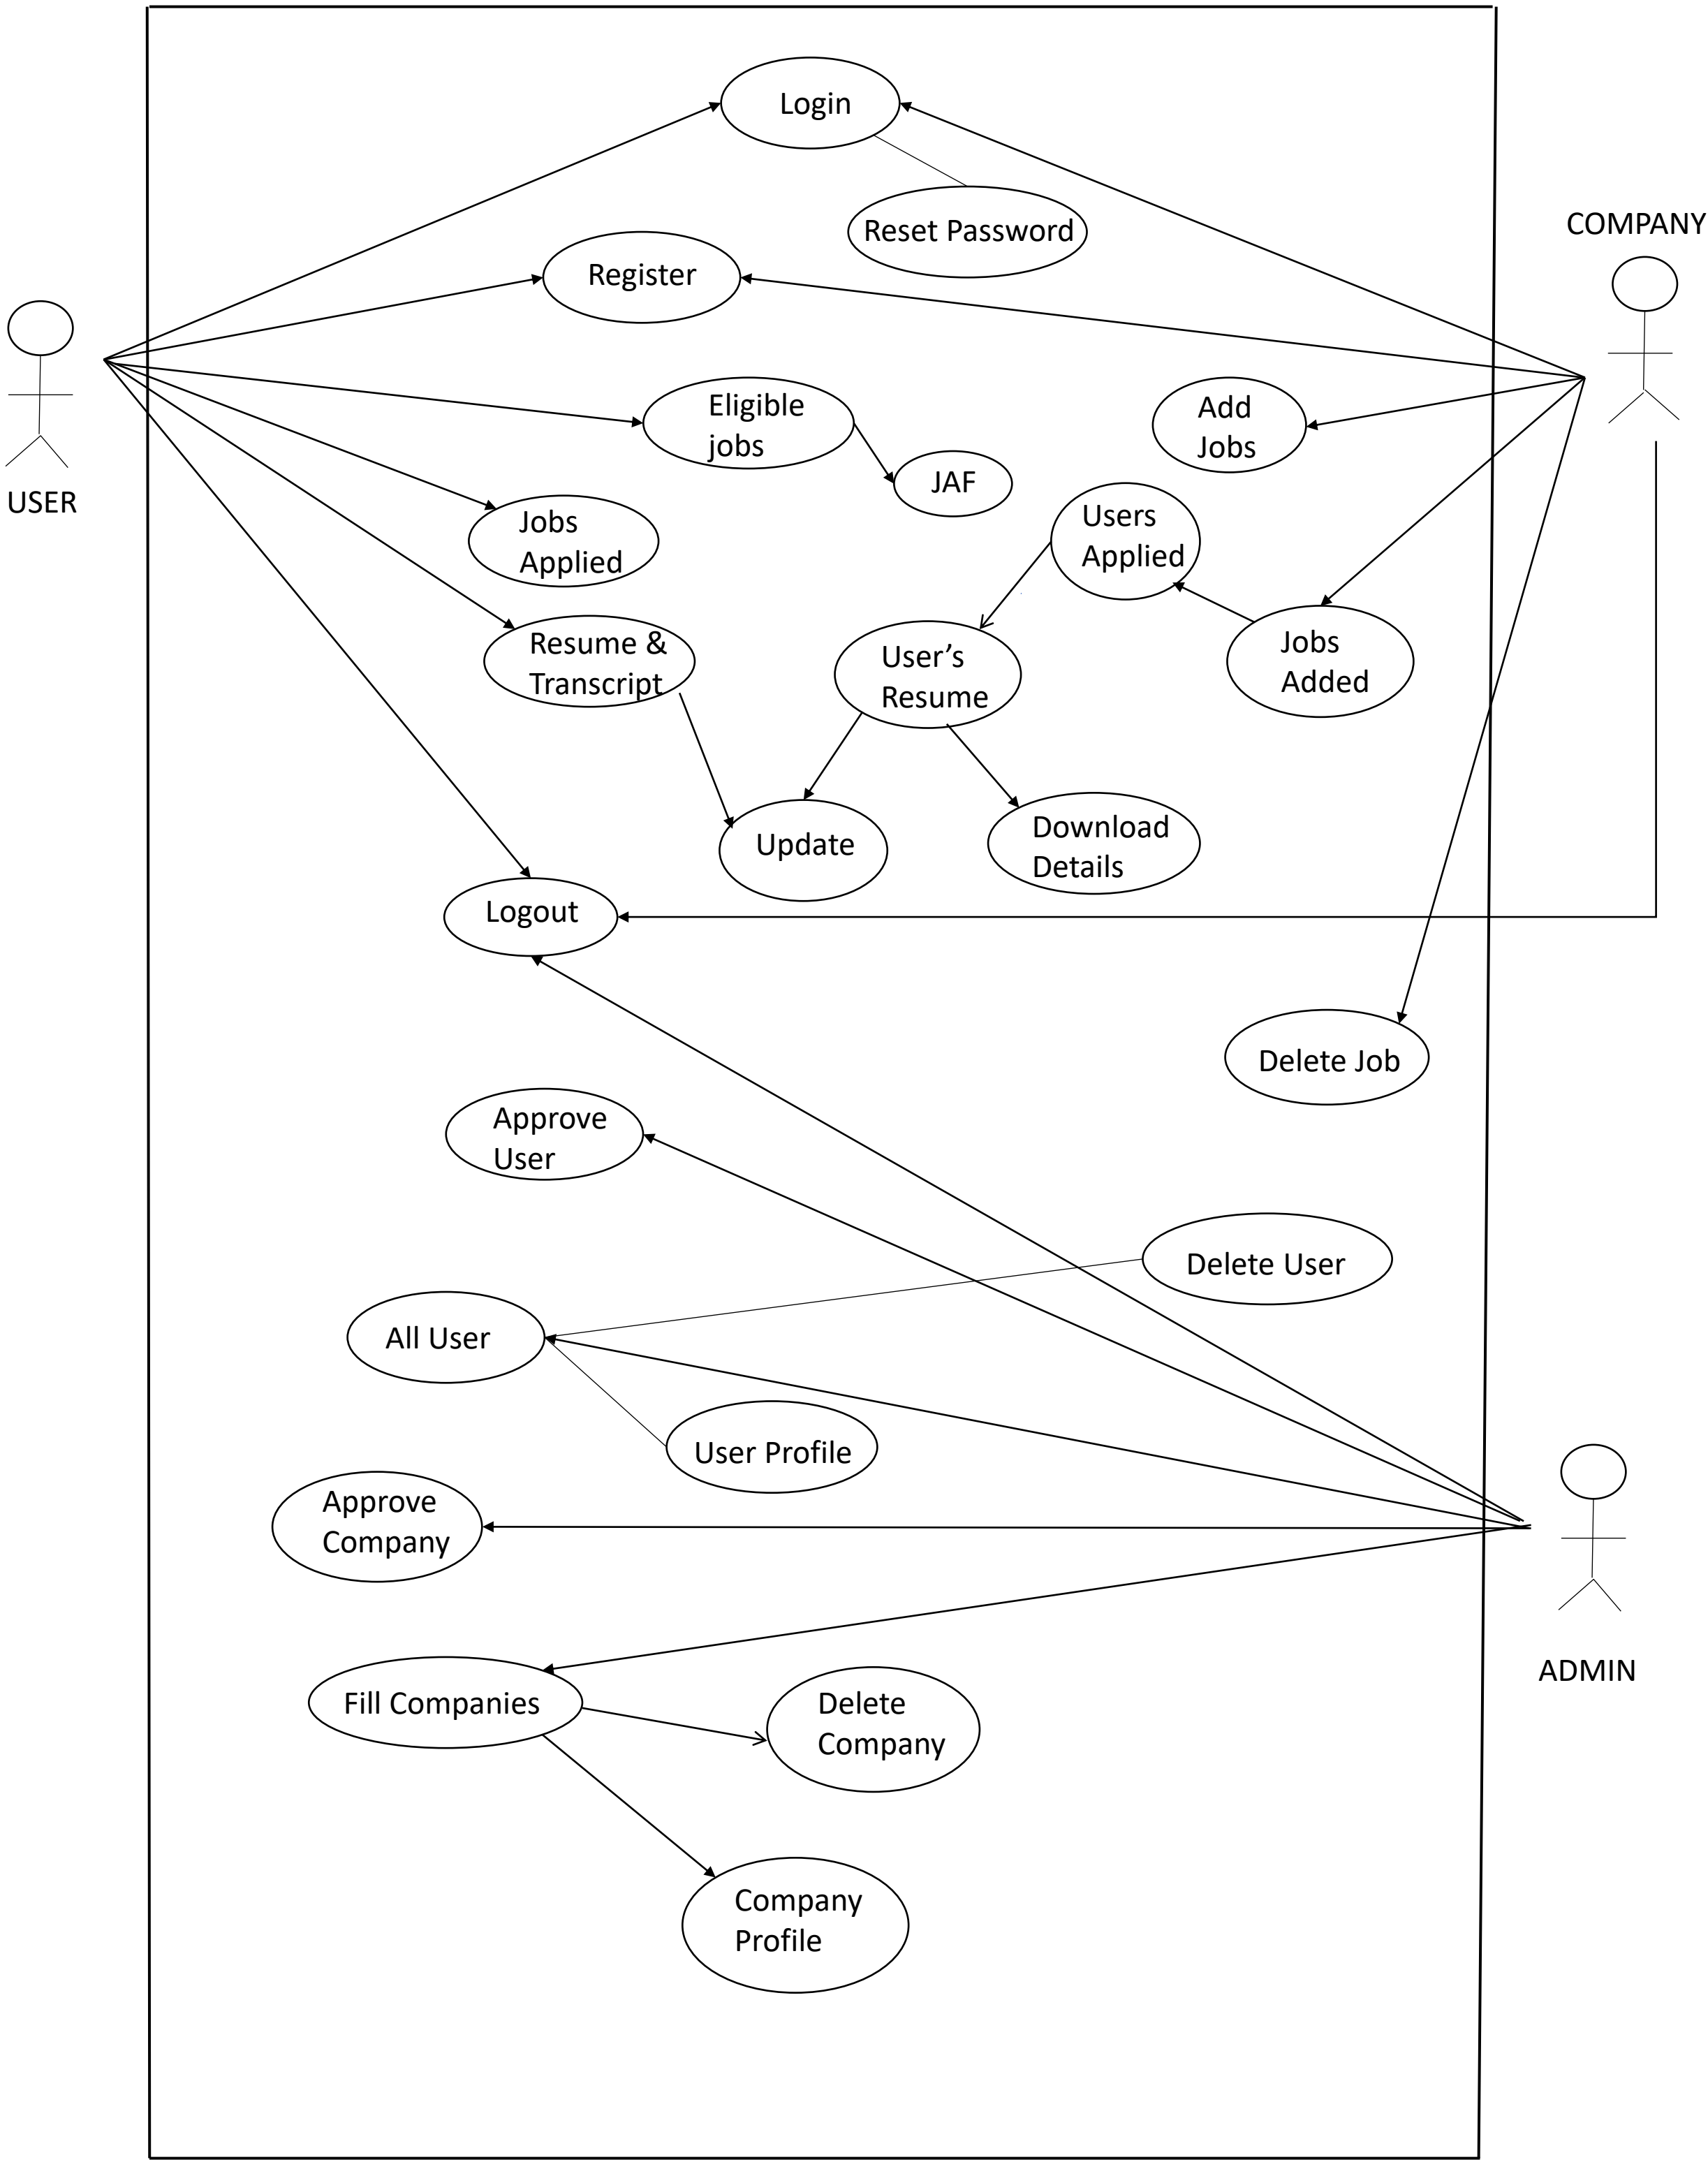 Login
Reset Password
COMPANY
Register
Eligible
jobs
Add
Jobs
JAF
USER
Jobs
Applied
Users
Applied
Resume &
Transcript
User’s
Resume
Jobs
Added
Update
Download
Details
Logout
Delete Job
Approve
User
Delete User
All User
User Profile
Approve
Company
ADMIN
Fill Companies
Delete
Company
Company
Profile